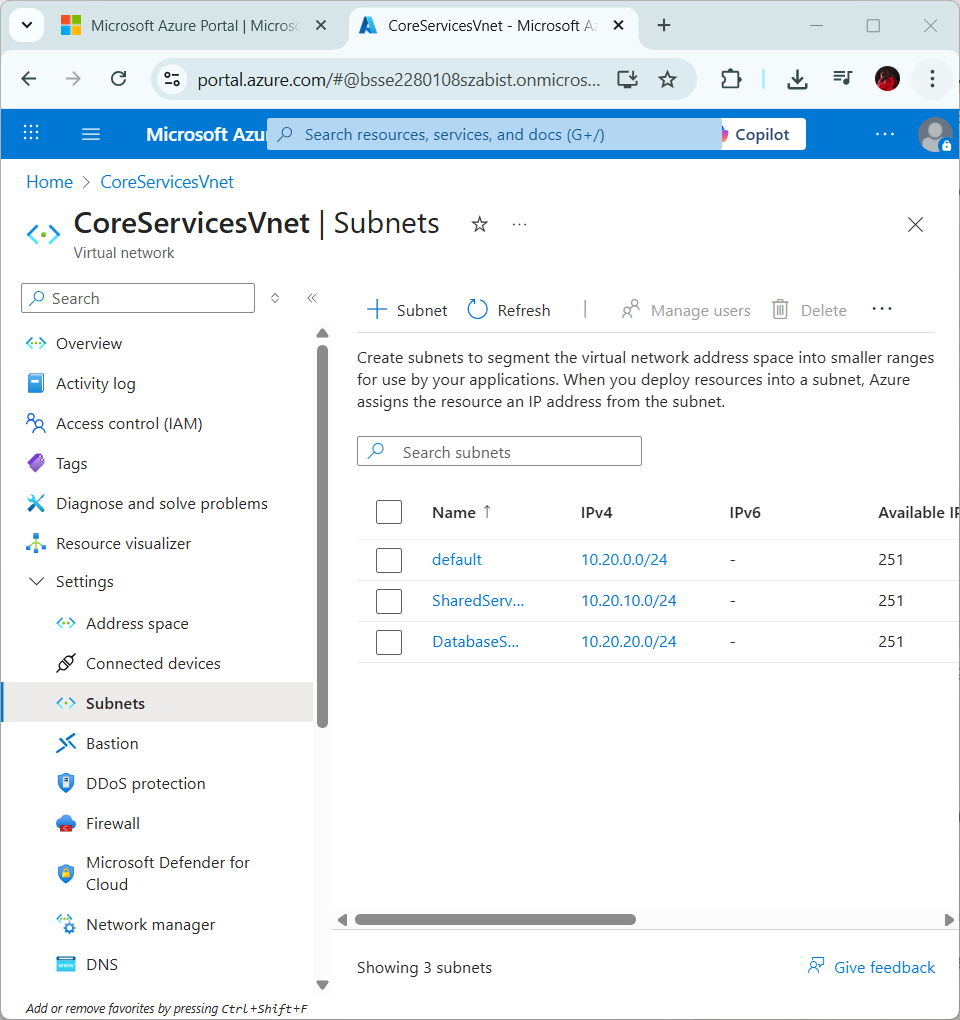 Microsoft Azure Portal | Microso
CoreServicesVnet - Microsoft Az
portal.azure.com/#@bsse2280108szabist.onmicros...
Microsoft Azu
Search resources, services, and docs (G+/)
Copilot
Home > CoreServicesVnet
CoreServicesVnet | Subnets
Virtual network
Search
Overview
Activity log
Access control (IAM)
Tags
Diagnose and solve problems
Resource visualizer
Settings
Address space
Connected devices
Subnets
Bastion
DDoS protection
Firewall
Microsoft Defender for
Cloud
Network manager
DNS
Add or remove favorites by pressing Ctrl+Shift+F
+ Subnet Refresh | Manage users Delete ...
Create subnets to segment the virtual network address space into smaller ranges
for use by your applications. When you deploy resources into a subnet, Azure
assigns the resource an IP address from the subnet.
Search subnets
Name ↑ IPv4 IPv6 Available IP
default 10.20.0.0/24 - 251
SharedServ... 10.20.10.0/24 - 251
DatabaseS... 10.20.20.0/24 - 251
Showing 3 subnets
Give feedback